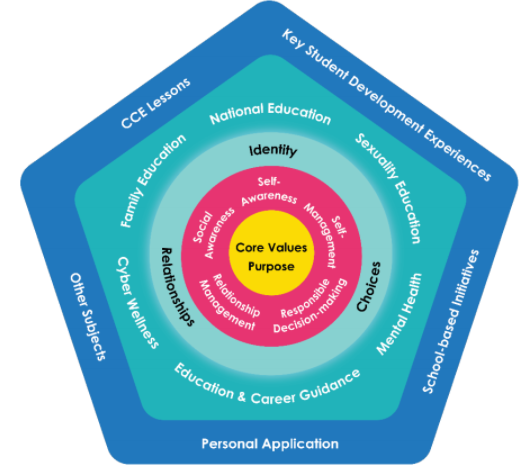 Key Student Development Experiences
CCE Lessons
National Education
Family Education
Sexuality Education
Identity
Self-
Awareness
Social
Awareness
Self-
Management
Core Values
Purpose
Relationships
Choices
Relationship
Management
Responsible
Decision-making
Cyber Wellness
Mental Health
Other Subjects
School-based Initiatives
Education & Career Guidance
Personal Application